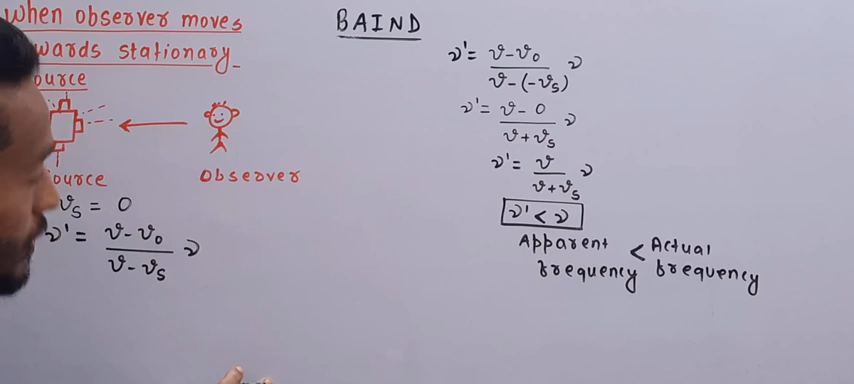 when observer moves
wards stationary
ource
ource Observer
vs = 0
ν' = v - v₀ / v - vs ν
BAIND
ν' = v - v₀ / v - (-vs) ν
ν' = v - 0 / v + vs ν
ν' = v / v + vs ν
ν' < ν
Apparent < Actual
frequency frequency